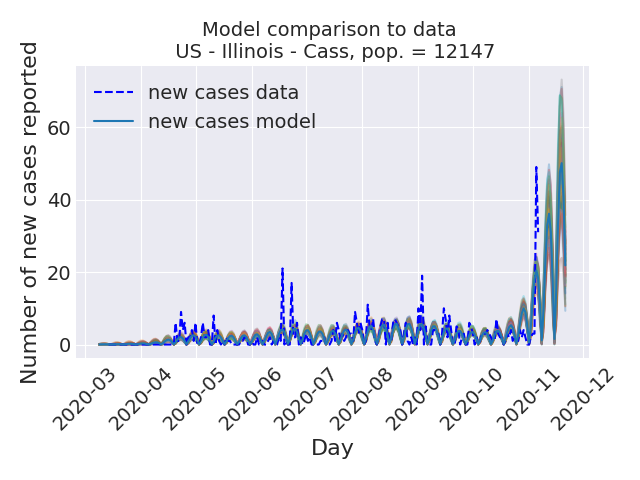 Model comparison to data
US - Illinois - Cass, pop. = 12147
Number of new cases reported
new cases data
new cases model
60
40
20
0
2020-03
2020-04
2020-05
2020-06
2020-07
2020-08
2020-09
2020-10
2020-11
2020-12
Day